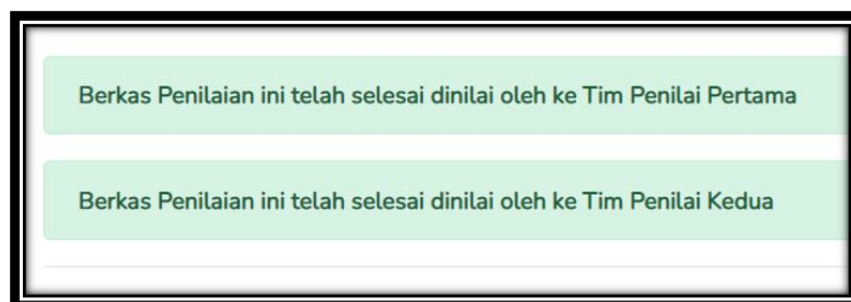 Berkas Penilaian ini telah selesai dinilai oleh ke Tim Penilai Pertama
Berkas Penilaian ini telah selesai dinilai oleh ke Tim Penilai Kedua